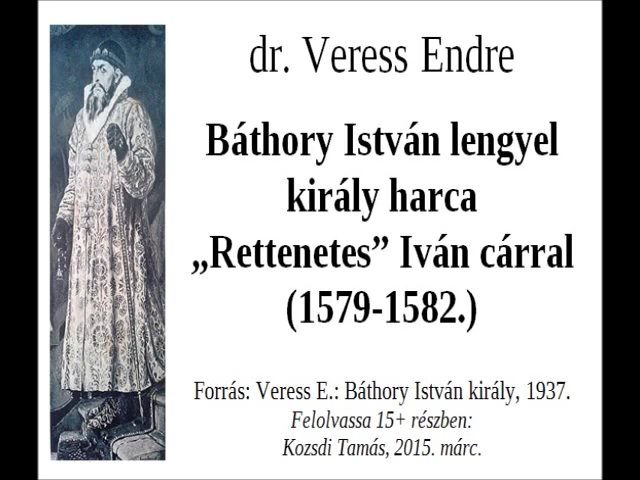 dr. Veress Endre
Báthory István lengyel
király harca
„Rettenetes” Iván cárral
(1579-1582.)
Forrás: Veress E.: Báthory István király, 1937.
Felolvassa 15+ részben:
Kozsdi Tamás, 2015. márc.